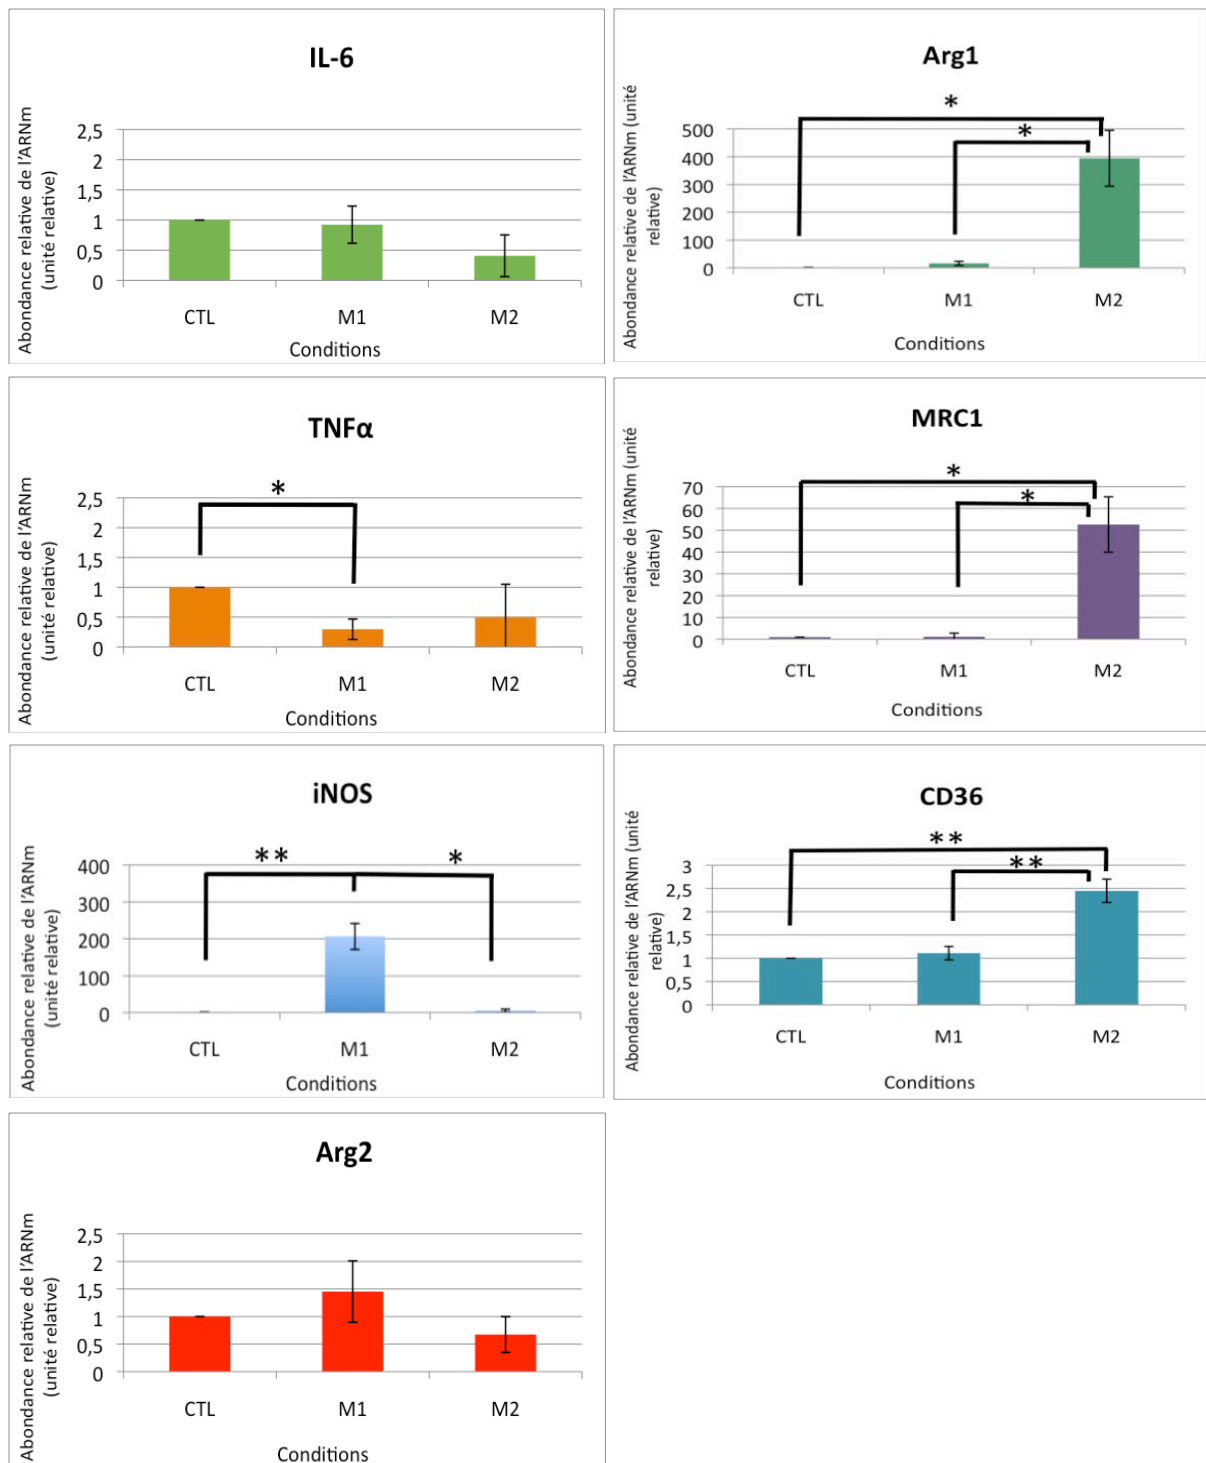 IL-6
Abondance relative de l'ARNm
(unité relative)
2,5
2
1,5
1
0,5
0
CTL M1 M2
Conditions
Arg1
*
*
Abondance relative de l'ARNm (unité
relative)
500
400
300
200
100
0
CTL M1 M2
Conditions
TNFα
*
Abondance relative de l'ARNm
(unité relative)
2,5
2
1,5
1
0,5
0
CTL M1 M2
Conditions
MRC1
*
*
Abondance relative de l'ARNm (unité
relative)
70
60
50
40
30
20
10
0
CTL M1 M2
Conditions
iNOS
** *
Abondance relative de l'ARNm
(unité relative)
400
300
200
100
0
CTL M1 M2
Conditions
CD36
**
**
Abondance relative de l'ARNm (unité
relative)
3
2,5
2
1,5
1
0,5
0
CTL M1 M2
Conditions
Arg2
Abondance relative de l'ARNm
(unité relative)
2,5
2
1,5
1
0,5
0
CTL M1 M2
Conditions